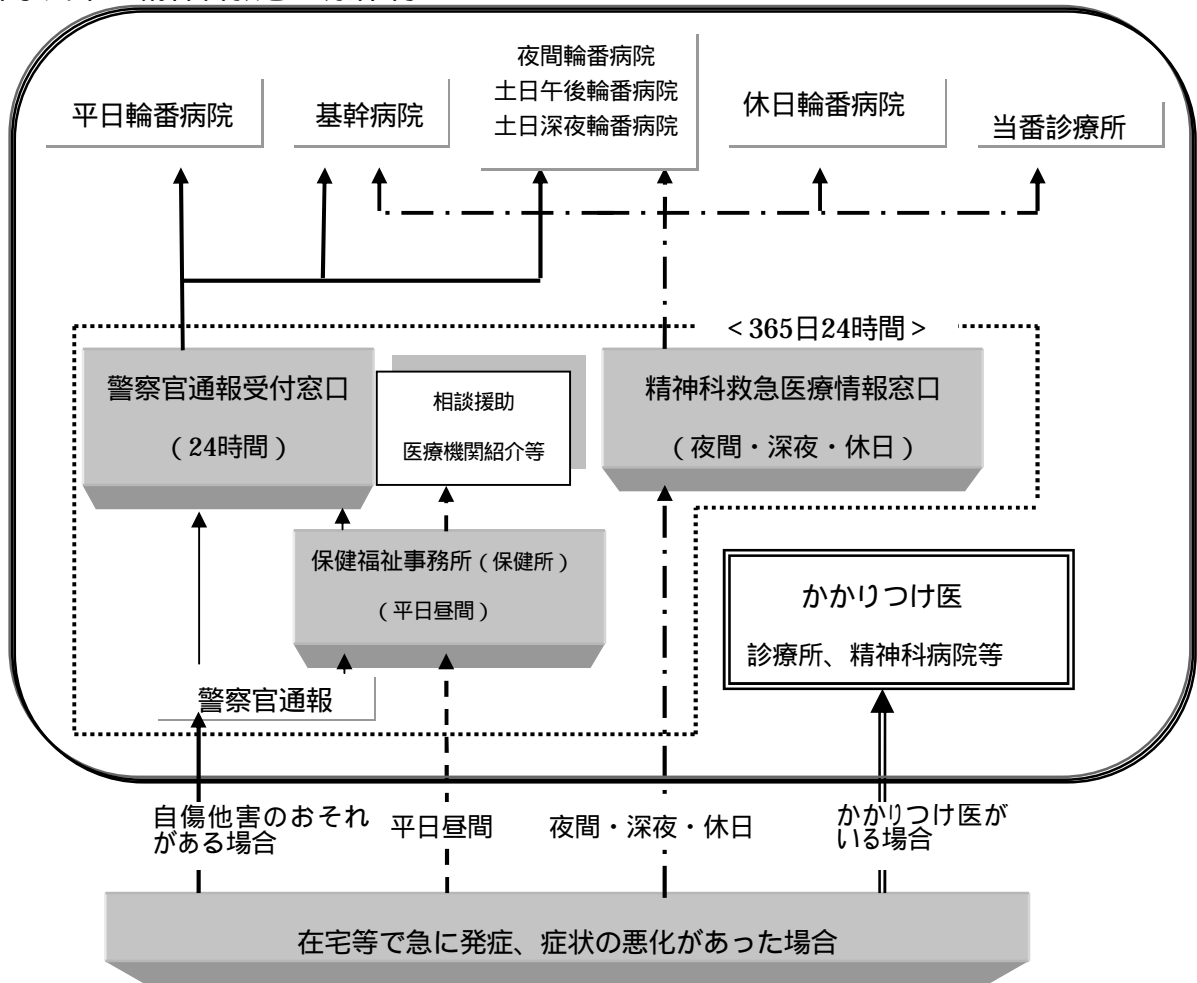 夜間輪番病院
土日午後輪番病院
土日深夜輪番病院
平日輪番病院
基幹病院
休日輪番病院
当番診療所
<365日24時間>
警察官通報受付窓口
(24時間)
相談援助
医療機関紹介等
精神科救急医療情報窓口
(夜間・深夜・休日)
保健福祉事務所(保健所)
(平日昼間)
かかりつけ医
診療所、精神科病院等
警察官通報
自傷他害のおそれ
がある場合
平日昼間
夜間・深夜・休日
かかりつけ医が
いる場合
在宅等で急に発症、症状の悪化があった場合